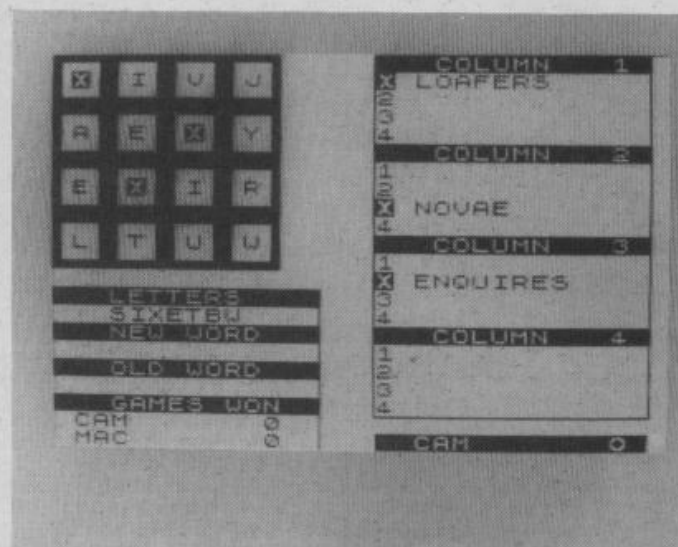 X I V J
A E X Y
E X I R
L T U W
LETTERS
SIXETBW
NEW WORD
OLD WORD
GAMES WON
CAM 0
MAC 0
COLUMN 1
X LOAFERS
2
3
4
COLUMN 2
1
2
X NOVAE
4
COLUMN 3
1
X ENQUIRES
3
4
COLUMN 4
1
2
3
4
CAM 0